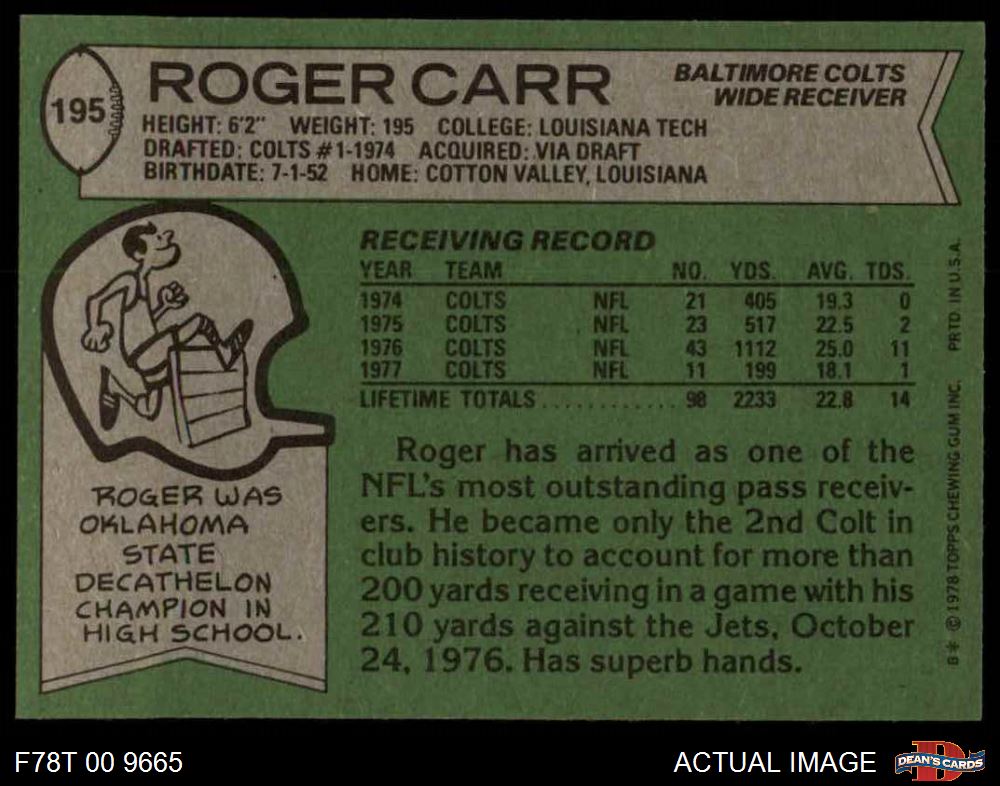 195
ROGER CARR
BALTIMORE COLTS
WIDE RECEIVER
HEIGHT: 6'2" WEIGHT: 195 COLLEGE: LOUISIANA TECH
DRAFTED: COLTS #1-1974 ACQUIRED: VIA DRAFT
BIRTHDATE: 7-1-52 HOME: COTTON VALLEY, LOUISIANA
RECEIVING RECORD
YEAR TEAM NO. YDS. AVG. TDS.
1974 COLTS NFL 21 405 19.3 0
1975 COLTS NFL 23 517 22.5 2
1976 COLTS NFL 43 1112 25.0 11
1977 COLTS NFL 11 199 18.1 1
LIFETIME TOTALS............ 98 2233 22.8 14
Roger has arrived as one of the
NFL's most outstanding pass receiv-
ers. He became only the 2nd Colt in
club history to account for more than
200 yards receiving in a game with his
210 yards against the Jets, October
24, 1976. Has superb hands.
ROGER WAS
OKLAHOMA
STATE
DECATHELON
CHAMPION IN
HIGH SCHOOL.
B* © 1978 TOPPS CHEWING GUM INC. PRTD. IN U.S.A.
F78T 00 9665
ACTUAL IMAGE
DEAN'S CARDS